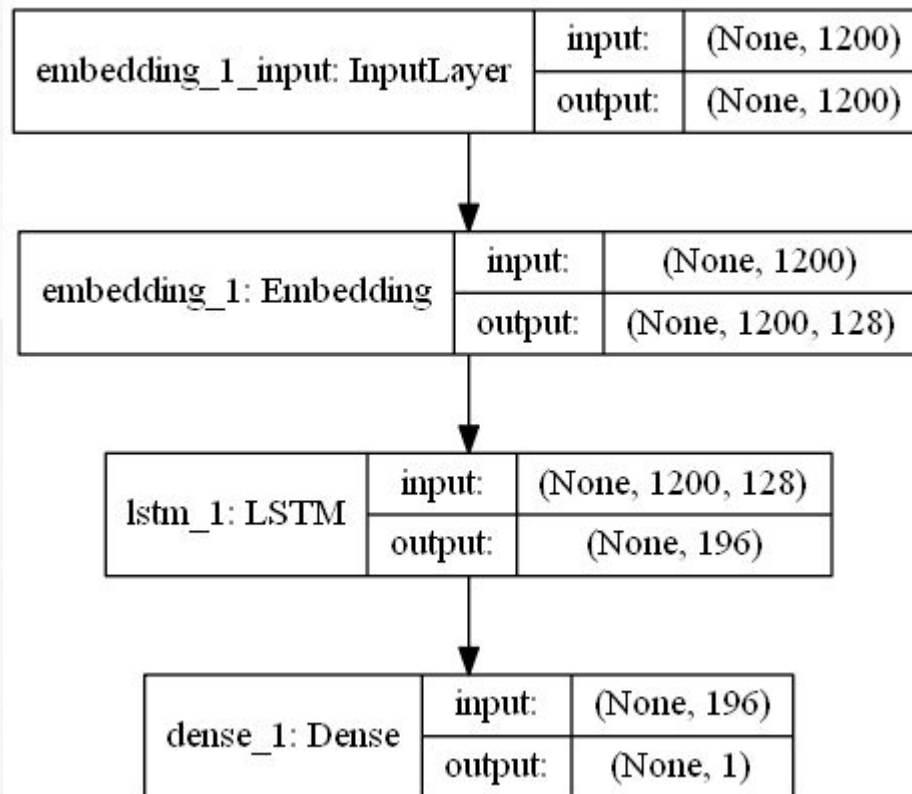 embedding_1_input: InputLayer
input: (None, 1200)
output: (None, 1200)
embedding_1: Embedding
input: (None, 1200)
output: (None, 1200, 128)
lstm_1: LSTM
input: (None, 1200, 128)
output: (None, 196)
dense_1: Dense
input: (None, 196)
output: (None, 1)